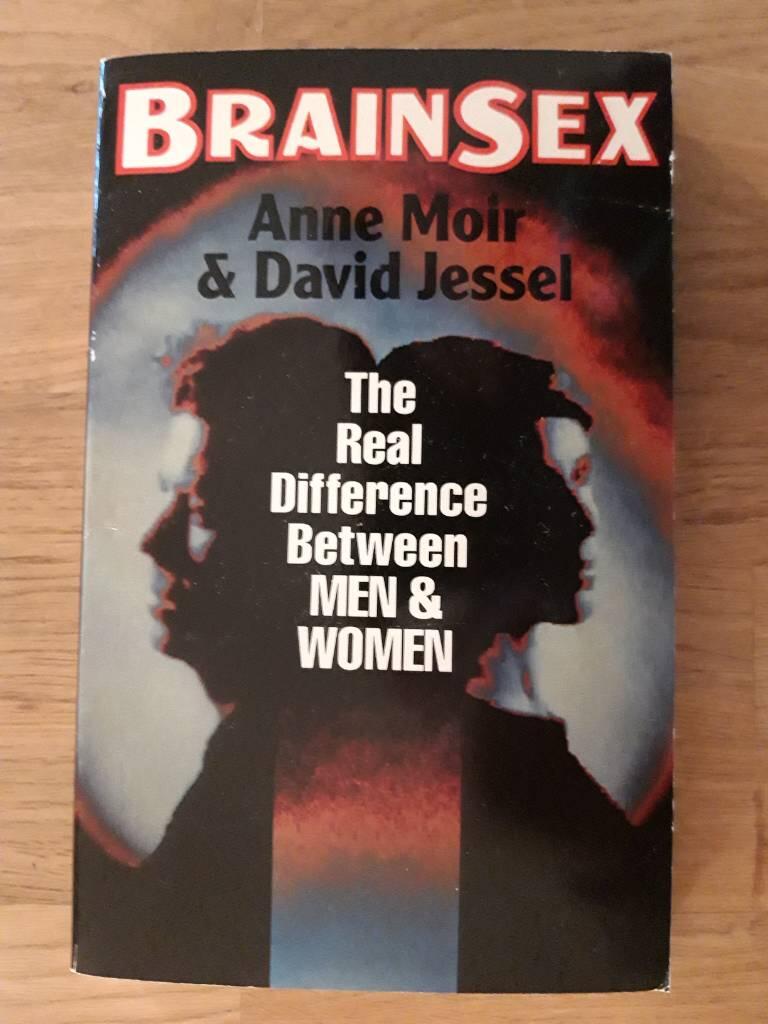 BRAINSEX
Anne Moir
& David Jessel
The
Real
Difference
Between
MEN &
WOMEN